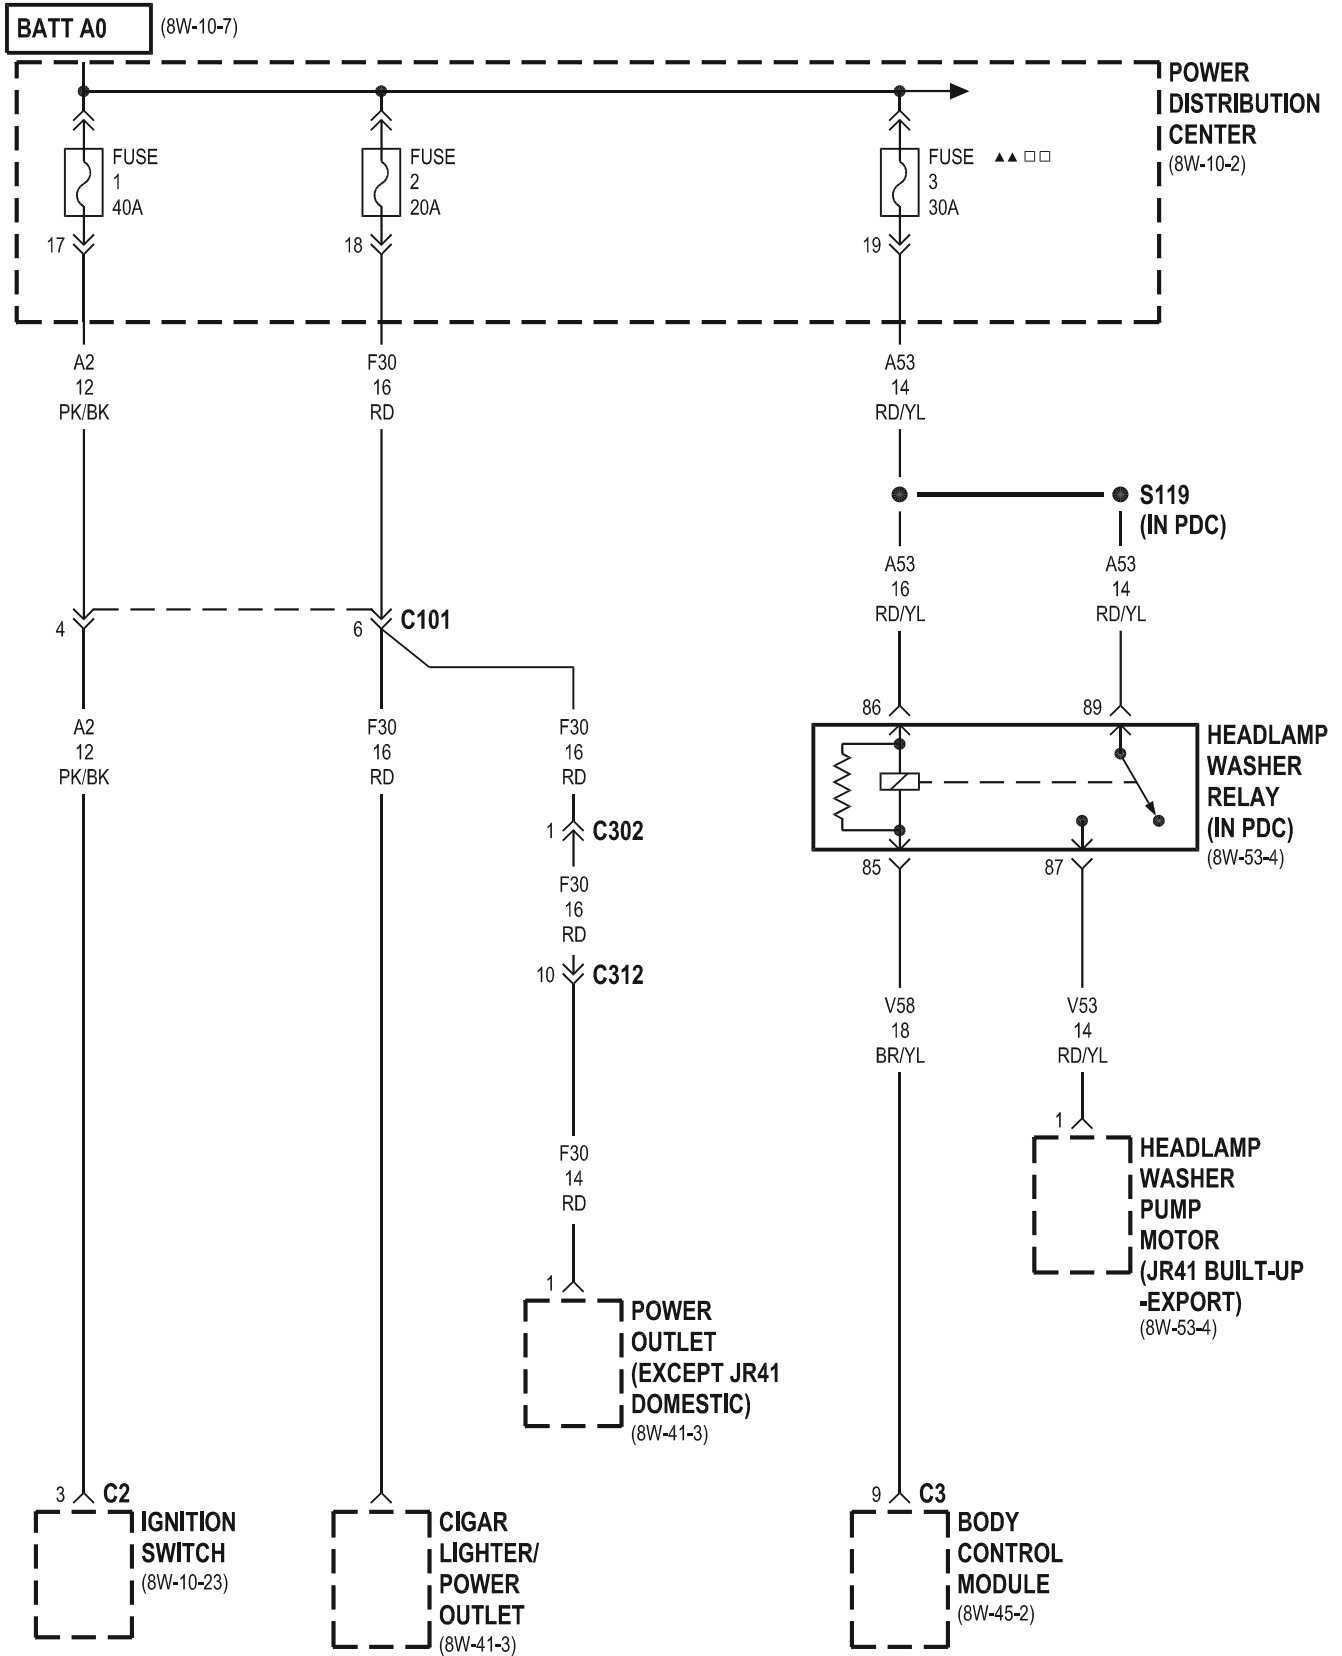 BATT A0
(8W-10-7)
POWER
DISTRIBUTION
CENTER
(8W-10-2)
FUSE
1
40A
FUSE
2
20A
FUSE
3
30A
▲▲ □ □
17
18
19
A2
12
PK/BK
F30
16
RD
A53
14
RD/YL
S119
(IN PDC)
A53
16
RD/YL
A53
14
RD/YL
4
6
C101
86
89
A2
12
PK/BK
F30
16
RD
F30
16
RD
HEADLAMP
WASHER
RELAY
(IN PDC)
(8W-53-4)
1
C302
85
87
F30
16
RD
10
C312
V58
18
BR/YL
V53
14
RD/YL
1
F30
14
RD
HEADLAMP
WASHER
PUMP
MOTOR
(JR41 BUILT-UP
-EXPORT)
(8W-53-4)
1
POWER
OUTLET
(EXCEPT JR41
DOMESTIC)
(8W-41-3)
3
C2
9
C3
IGNITION
SWITCH
(8W-10-23)
CIGAR
LIGHTER/
POWER
OUTLET
(8W-41-3)
BODY
CONTROL
MODULE
(8W-45-2)